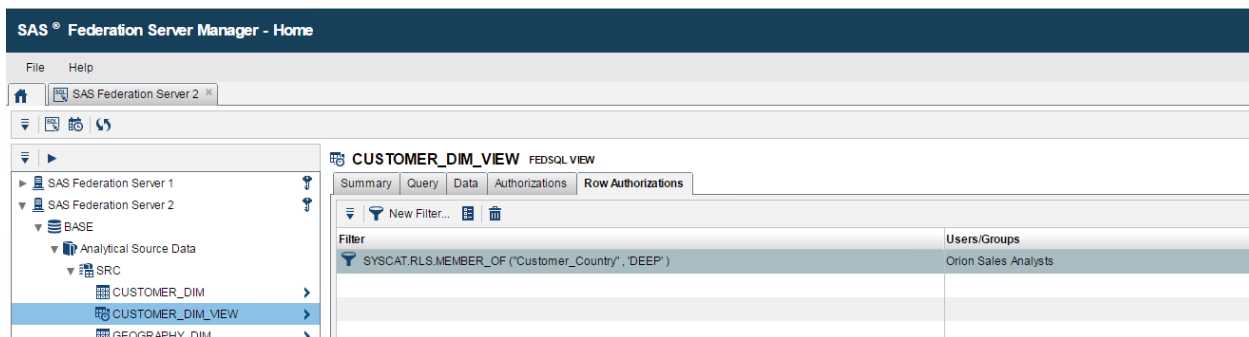 SAS ® Federation Server Manager - Home
File Help
SAS Federation Server 2
SAS Federation Server 1
SAS Federation Server 2
BASE
Analytical Source Data
SRC
CUSTOMER_DIM
CUSTOMER_DIM_VIEW
GEOGRAPHY_DIM
CUSTOMER_DIM_VIEW FEDSQL VIEW
Summary Query Data Authorizations Row Authorizations
New Filter...
Filter Users/Groups
SYSCAT.RLS.MEMBER_OF ("Customer_Country" , 'DEEP' ) Orion Sales Analysts